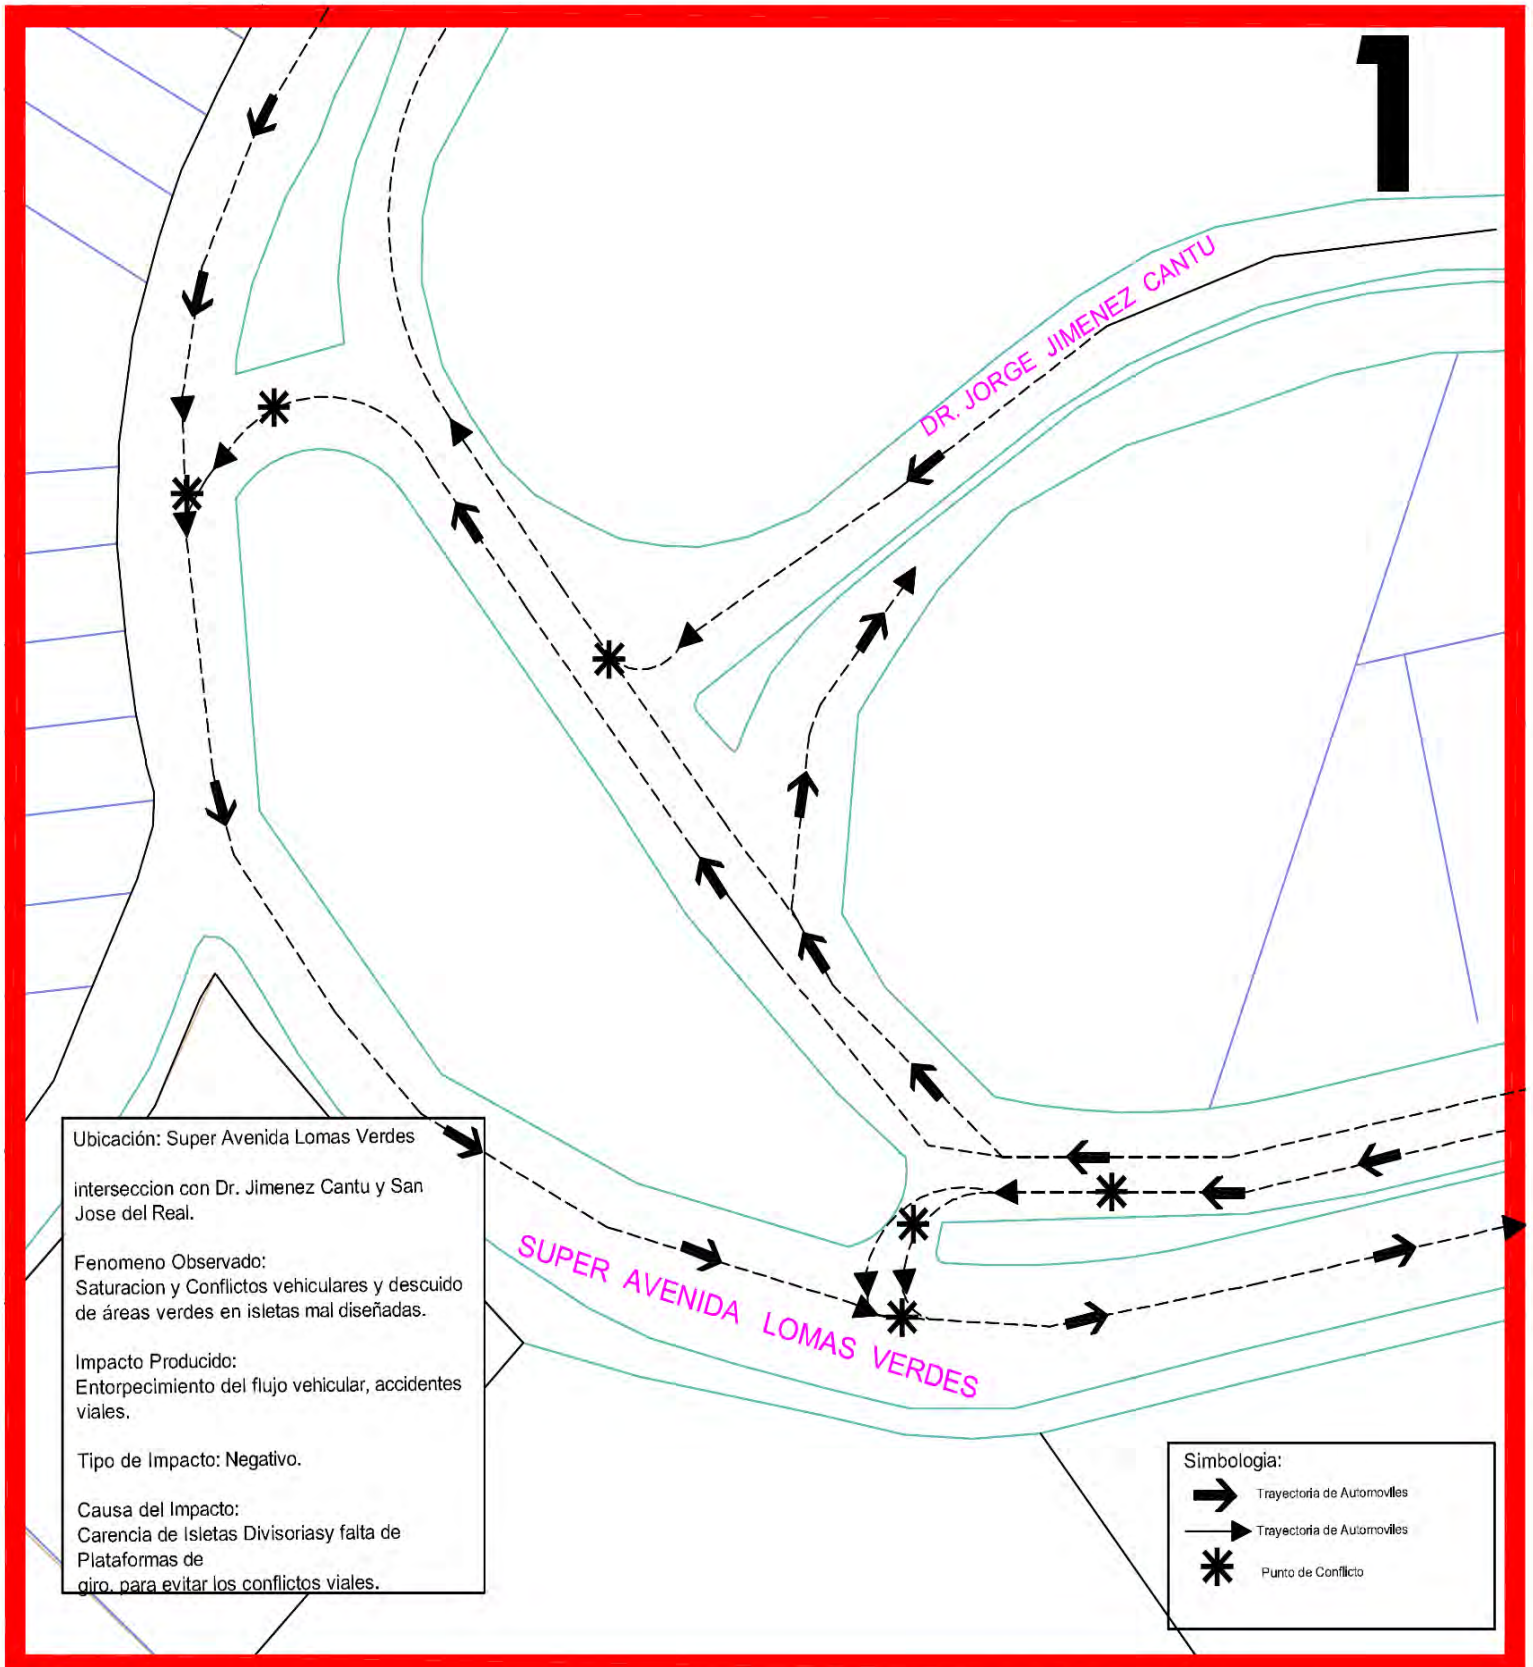 1
DR. JORGE JIMENEZ CANTU
SUPER AVENIDA LOMAS VERDES
Ubicación: Super Avenida Lomas Verdes
interseccion con Dr. Jimenez Cantu y San
Jose del Real.
Fenomeno Observado:
Saturacion y Conflictos vehiculares y descuido
de áreas verdes en isletas mal diseñadas.
Impacto Producido:
Entorpecimiento del flujo vehicular, accidentes
viales.
Tipo de Impacto: Negativo.
Causa del Impacto:
Carencia de Isletas Divisoriasy falta de
Plataformas de
giro, para evitar los conflictos viales.
Simbologia:
Trayectoria de Automoviles
Trayectoria de Automoviles
Punto de Conflicto